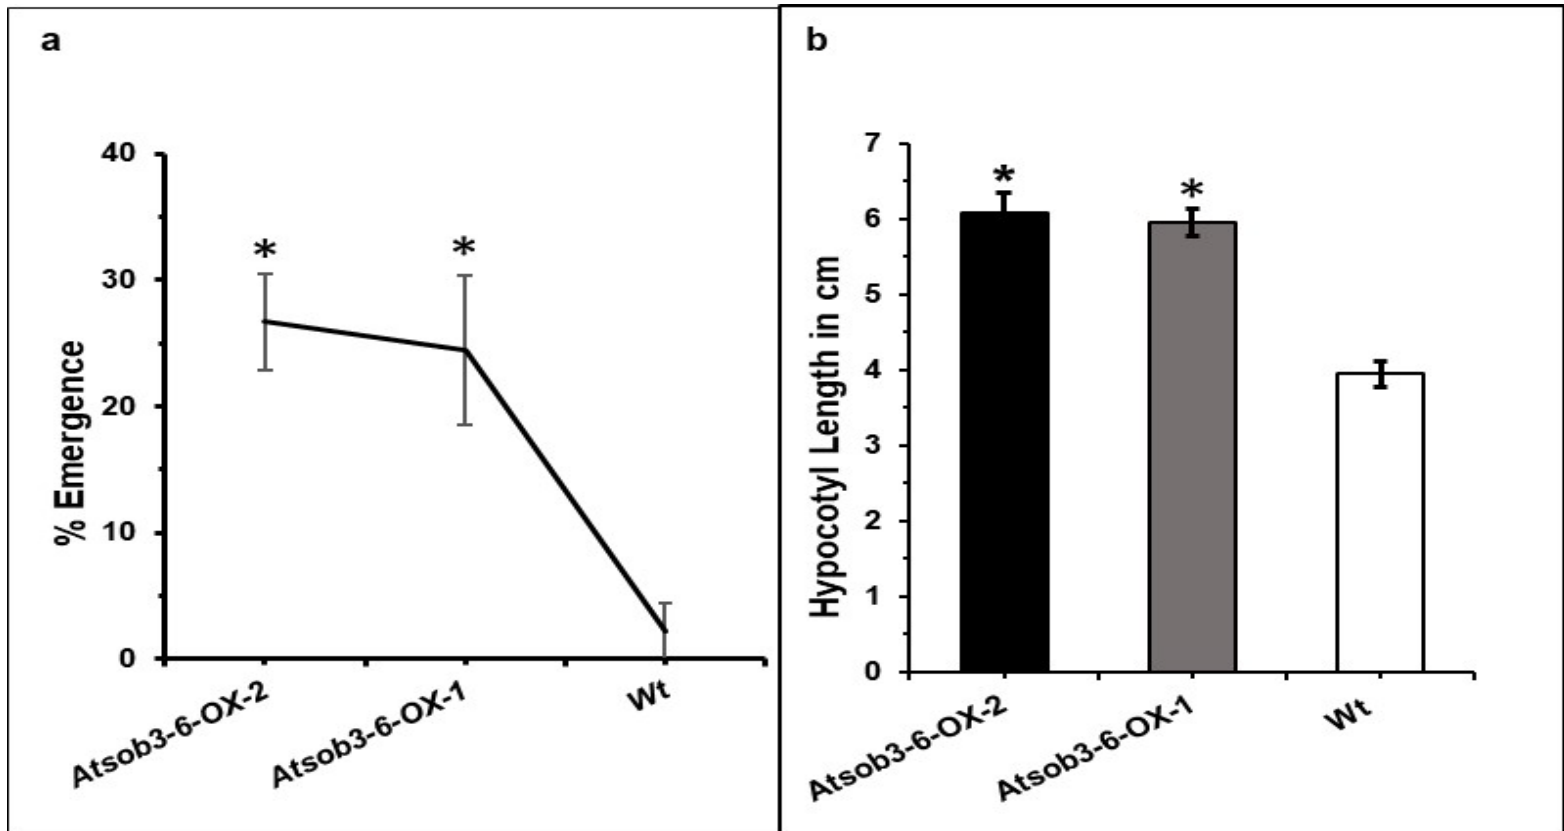 a
40
30
20
10
0
% Emergence
*
*
Atsob3-6-OX-2
Atsob3-6-OX-1
Wt
b
7
6
5
4
3
2
1
0
Hypocotyl Length in cm
*
*
Atsob3-6-OX-2
Atsob3-6-OX-1
Wt